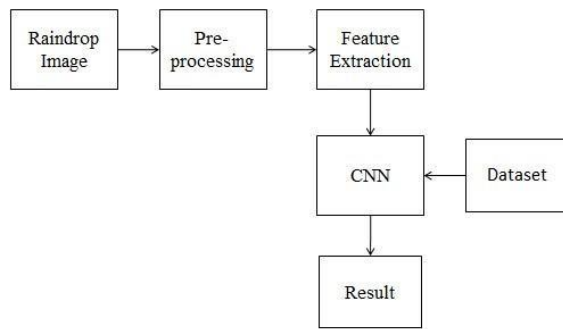 Raindrop
Image
Pre-
processing
Feature
Extraction
CNN
Dataset
Result